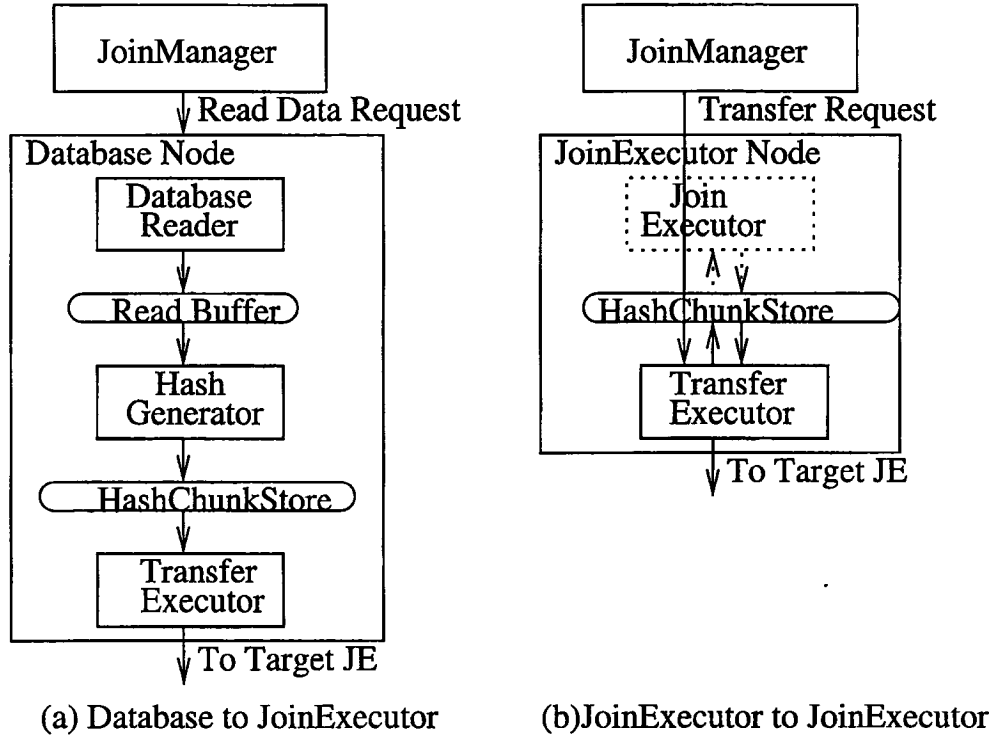 JoinManager
Read Data Request
Database Node
Database
Reader
Read Buffer
Hash
Generator
HashChunkStore
Transfer
Executor
To Target JE
(a) Database to JoinExecutor
JoinManager
Transfer Request
JoinExecutor Node
Join
Executor
HashChunkStore
Transfer
Executor
To Target JE
(b)JoinExecutor to JoinExecutor